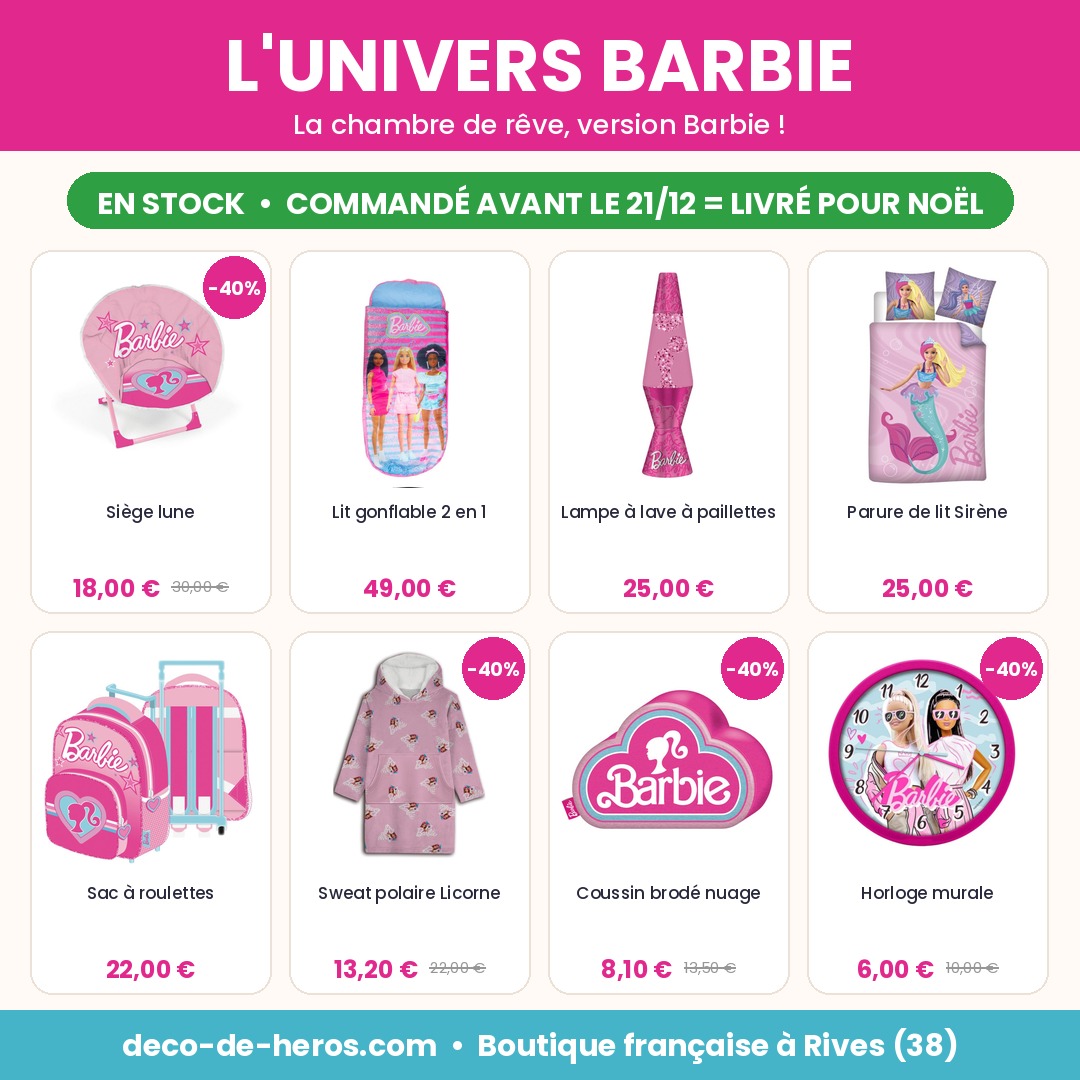 L'UNIVERS BARBIE
La chambre de rêve, version Barbie !
EN STOCK • COMMANDÉ AVANT LE 21/12 = LIVRÉ POUR NOËL
-40%
Barbie
Siège lune
18,00 € 30,00 €
Barbie
Lit gonflable 2 en 1
49,00 €
Barbie
Lampe à lave à paillettes
25,00 €
Barbie
Parure de lit Sirène
25,00 €
Barbie
Sac à roulettes
22,00 €
-40%
Sweat polaire Licorne
13,20 € 22,00 €
-40%
Barbie
Barbie
Coussin brodé nuage
8,10 € 13,50 €
-40%
11 12 1
10 2
9 3
8 4
7 6 5
Barbie
Horloge murale
6,00 € 10,00 €
deco-de-heros.com • Boutique française à Rives (38)